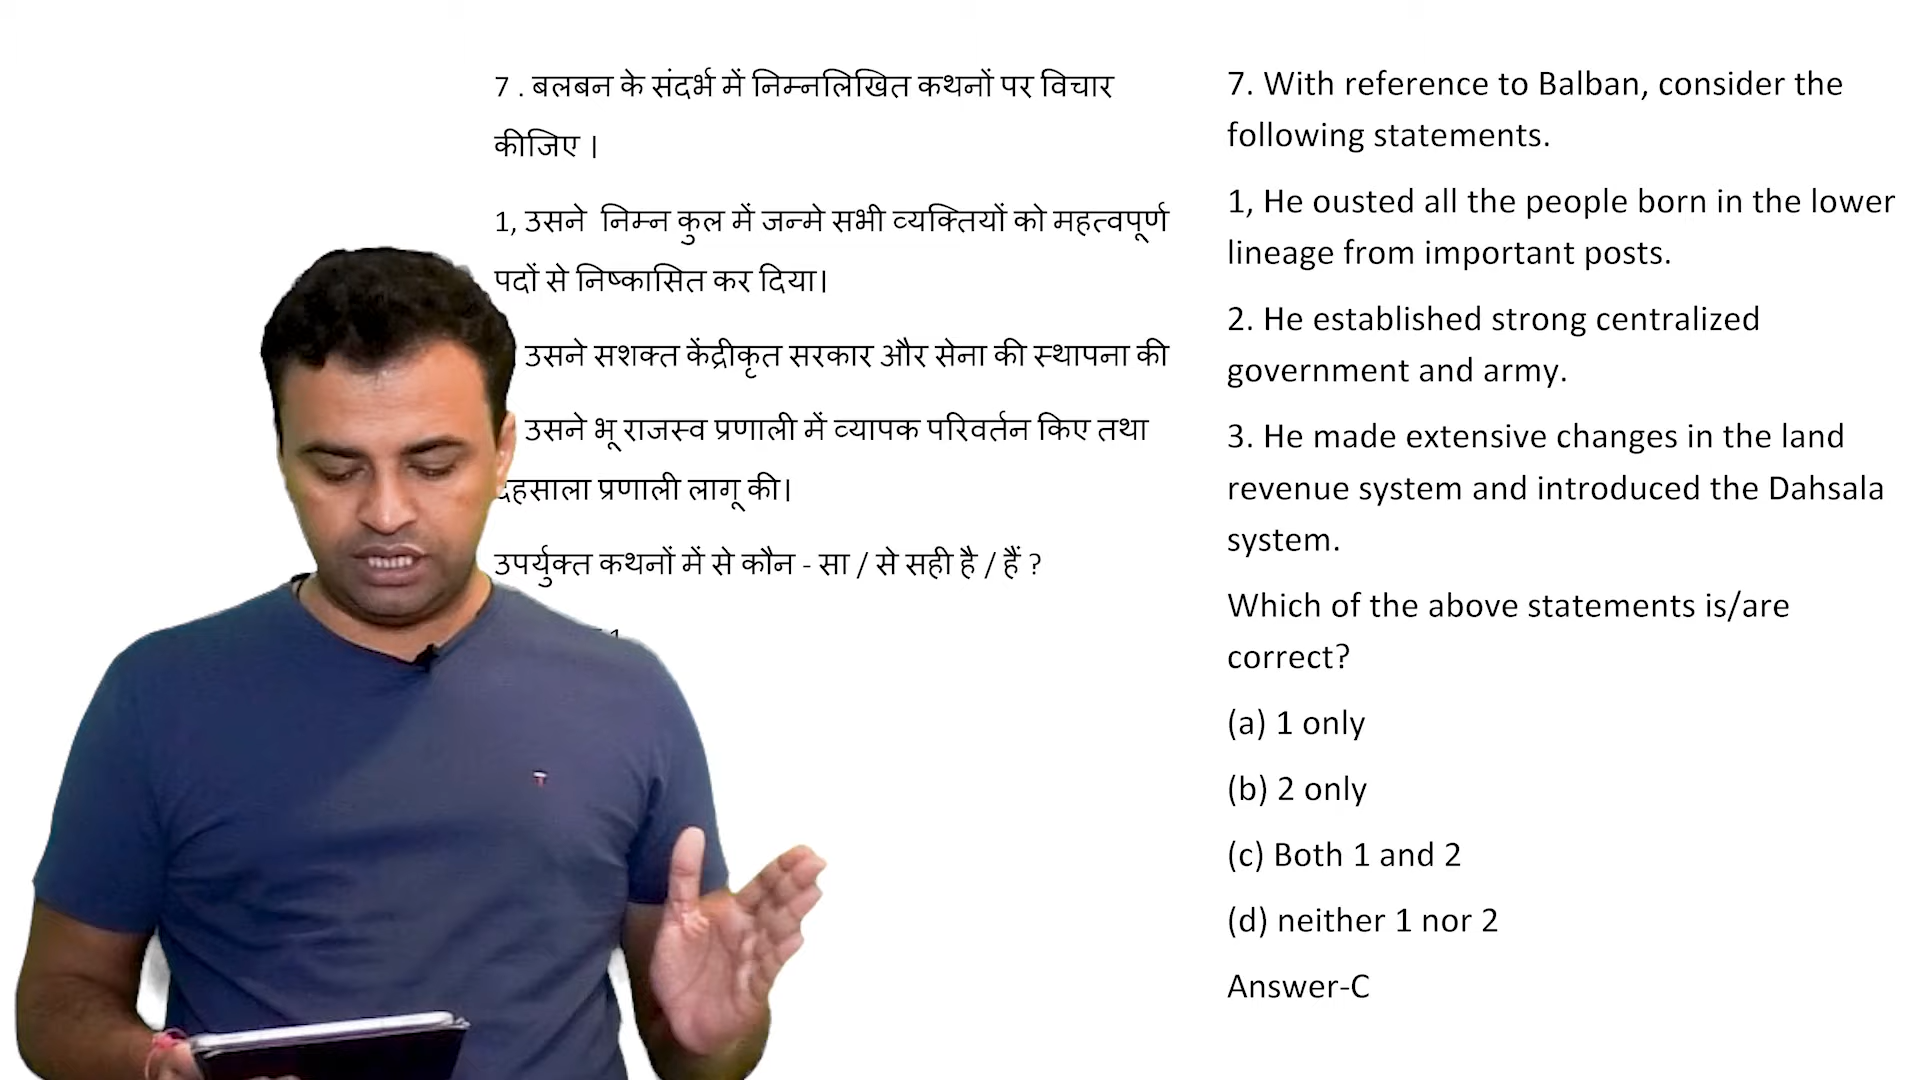 7 . बलबन के संदर्भ में निम्नलिखित कथनों पर विचार
कीजिए ।
1, उसने निम्न कुल में जन्मे सभी व्यक्तियों को महत्वपूर्ण
पदों से निष्कासित कर दिया।
उसने सशक्त केंद्रीकृत सरकार और सेना की स्थापना की
उसने भू राजस्व प्रणाली में व्यापक परिवर्तन किए तथा
दहसाला प्रणाली लागू की।
उपर्युक्त कथनों में से कौन - सा / से सही है / हैं ?
7. With reference to Balban, consider the
following statements.
1, He ousted all the people born in the lower
lineage from important posts.
2. He established strong centralized
government and army.
3. He made extensive changes in the land
revenue system and introduced the Dahsala
system.
Which of the above statements is/are
correct?
(a) 1 only
(b) 2 only
(c) Both 1 and 2
(d) neither 1 nor 2
Answer-C